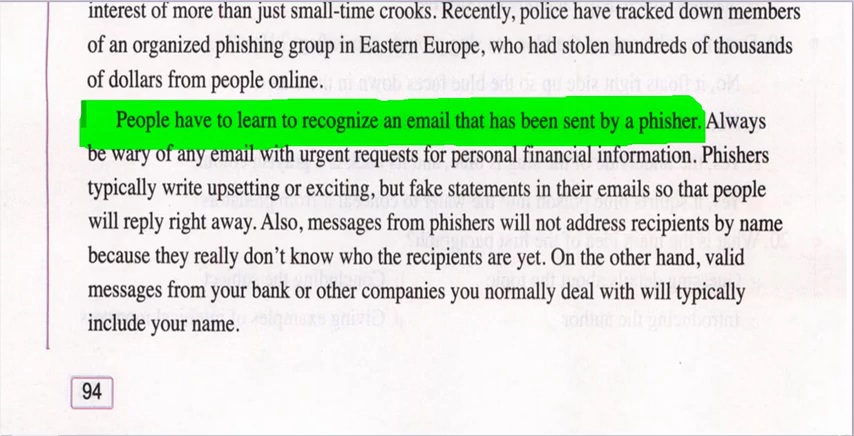 interest of more than just small-time crooks. Recently, police have tracked down members
of an organized phishing group in Eastern Europe, who had stolen hundreds of thousands
of dollars from people online.
People have to learn to recognize an email that has been sent by a phisher. Always
be wary of any email with urgent requests for personal financial information. Phishers
typically write upsetting or exciting, but fake statements in their emails so that people
will reply right away. Also, messages from phishers will not address recipients by name
because they really don't know who the recipients are yet. On the other hand, valid
messages from your bank or other companies you normally deal with will typically
include your name.
94